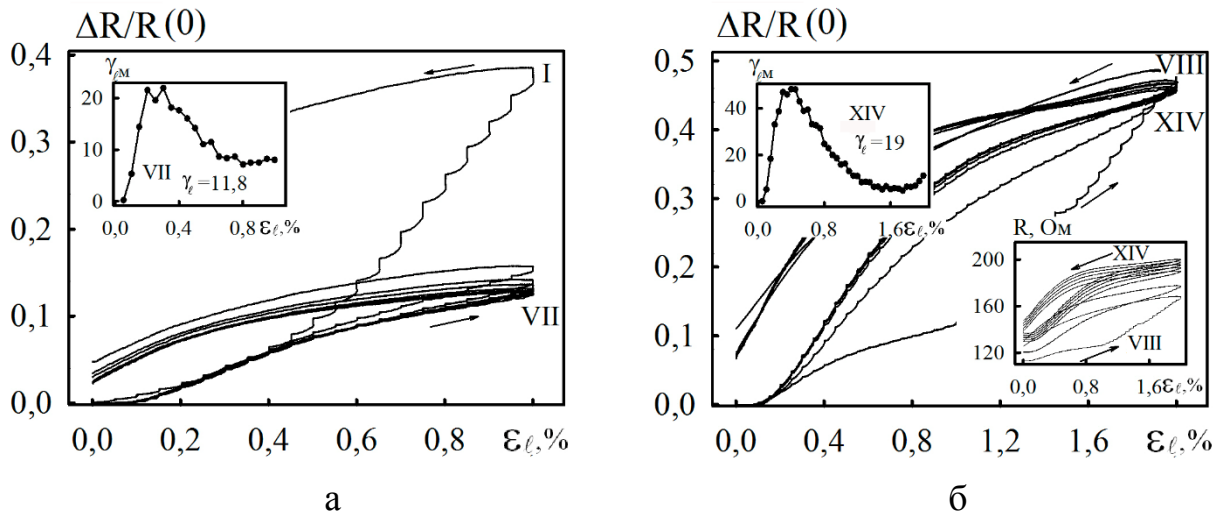 ΔR/R(0)
0,4
0,3
0,2
0,1
0,0
0,0 0,2 0,4 0,6 0,8 εℓ,%
I
VII
γℓм
20
10
0
VII
γℓ=11,8
0,0 0,4 0,8 εℓ,%
а
ΔR/R(0)
0,5
0,4
0,3
0,2
0,1
0,0
0,0 0,4 0,8 1,2 1,6 εℓ,%
VIII
XIV
γℓм
40
20
0
XIV
γℓ=19
0,0 0,8 1,6 εℓ,%
R, Ом
200
160
120
XIV
VIII
0,0 0,8 1,6 εℓ,%
б